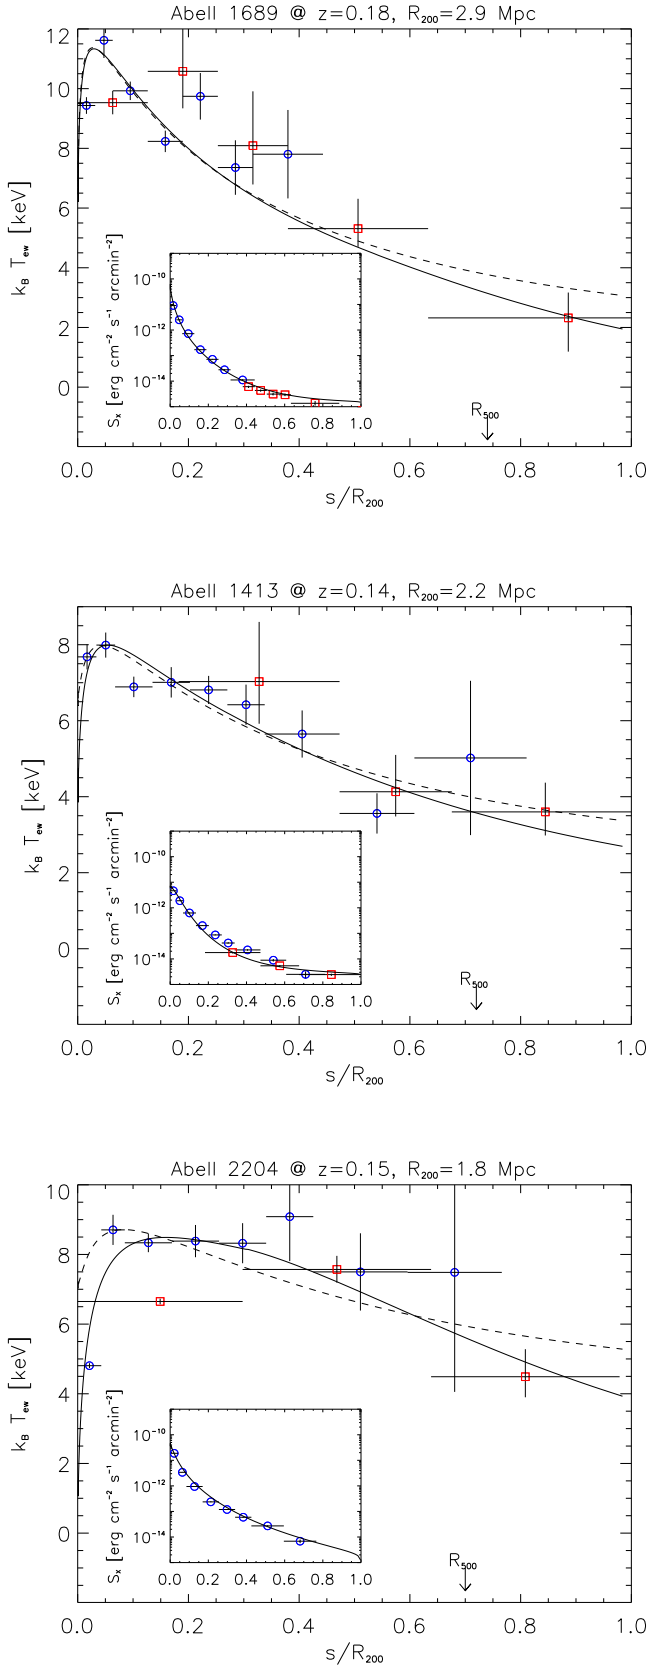 Abell 1689 @ z=0.18, R200=2.9 Mpc
12
10
8
6
4
2
0
kB Tew [keV]
10−10
10−12
10−14
Sx [erg cm−2 s−1 arcmin−2]
0.0 0.2 0.4 0.6 0.8 1.0
R500
0.0 0.2 0.4 0.6 0.8 1.0
s/R200
Abell 1413 @ z=0.14, R200=2.2 Mpc
8
6
4
2
0
kB Tew [keV]
10−10
10−12
10−14
Sx [erg cm−2 s−1 arcmin−2]
0.0 0.2 0.4 0.6 0.8 1.0
R500
0.0 0.2 0.4 0.6 0.8 1.0
s/R200
Abell 2204 @ z=0.15, R200=1.8 Mpc
10
8
6
4
2
0
kB Tew [keV]
10−10
10−12
10−14
Sx [erg cm−2 s−1 arcmin−2]
0.0 0.2 0.4 0.6 0.8 1.0
R500
0.0 0.2 0.4 0.6 0.8 1.0
s/R200